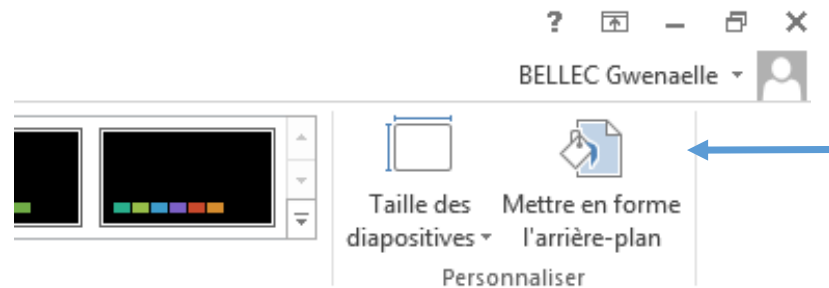 ?
BELLEC Gwenaelle
Taille des
diapositives
Mettre en forme
l'arrière-plan
Personnaliser